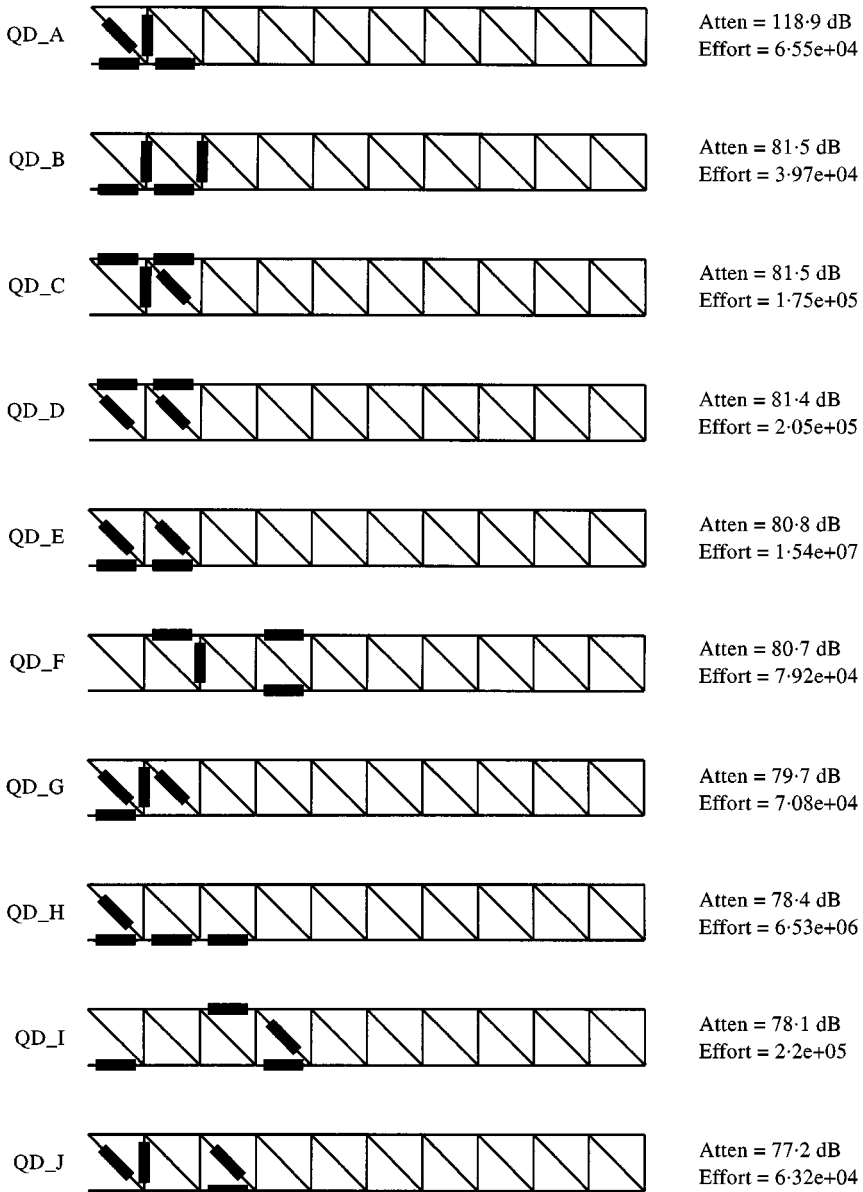 QD_A
Atten = 118·9 dB
Effort = 6·55e+04
QD_B
Atten = 81·5 dB
Effort = 3·97e+04
QD_C
Atten = 81·5 dB
Effort = 1·75e+05
QD_D
Atten = 81·4 dB
Effort = 2·05e+05
QD_E
Atten = 80·8 dB
Effort = 1·54e+07
QD_F
Atten = 80·7 dB
Effort = 7·92e+04
QD_G
Atten = 79·7 dB
Effort = 7·08e+04
QD_H
Atten = 78·4 dB
Effort = 6·53e+06
QD_I
Atten = 78·1 dB
Effort = 2·2e+05
QD_J
Atten = 77·2 dB
Effort = 6·32e+04